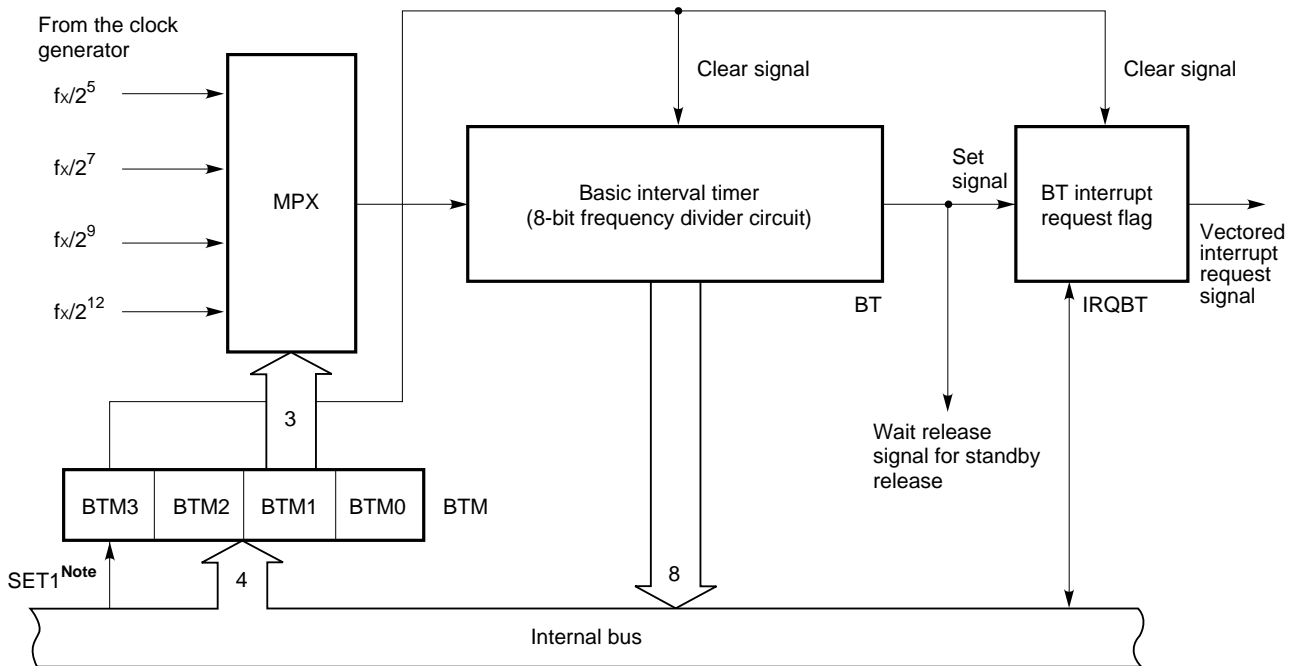 From the clock
generator
fX/2^5
fX/2^7
fX/2^9
fX/2^12
MPX
Clear signal
Clear signal
Basic interval timer
(8-bit frequency divider circuit)
BT
Set
signal
BT interrupt
request flag
IRQBT
Vectored
interrupt
request
signal
Wait release
signal for standby
release
3
BTM3 BTM2 BTM1 BTM0 BTM
SET1^Note
4
8
Internal bus